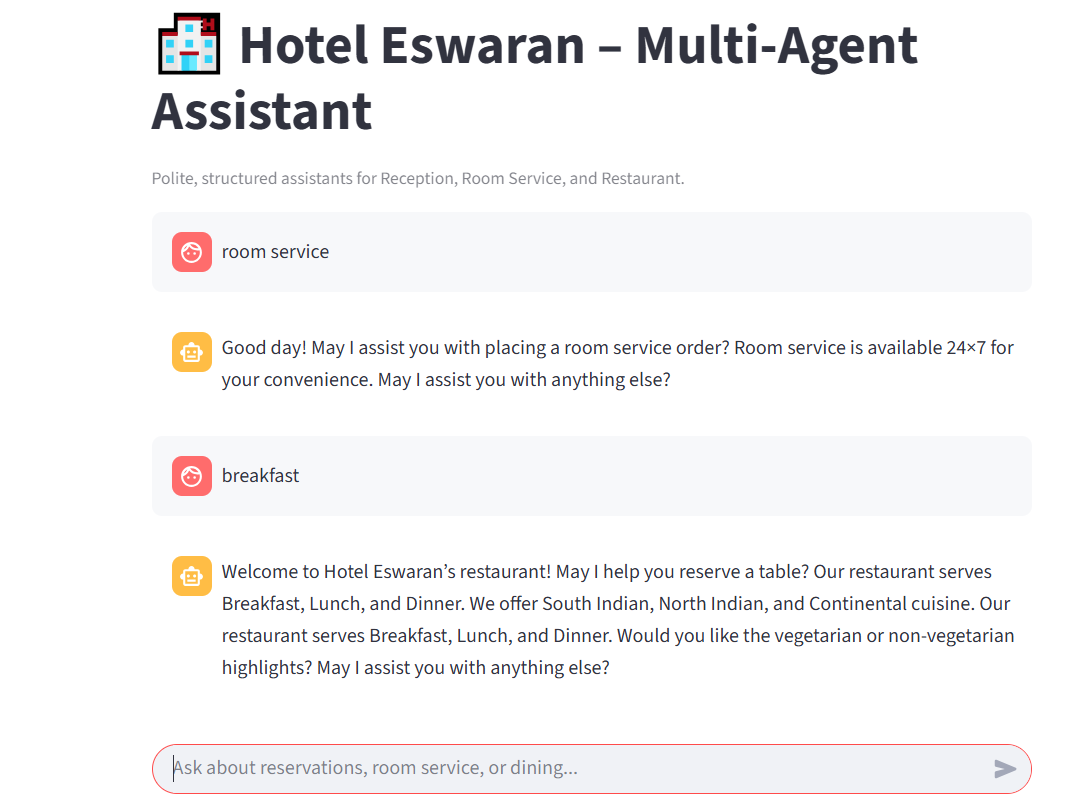 Hotel Eswaran – Multi-Agent
Assistant
Polite, structured assistants for Reception, Room Service, and Restaurant.
room service
Good day! May I assist you with placing a room service order? Room service is available 24×7 for
your convenience. May I assist you with anything else?
breakfast
Welcome to Hotel Eswaran’s restaurant! May I help you reserve a table? Our restaurant serves
Breakfast, Lunch, and Dinner. We offer South Indian, North Indian, and Continental cuisine. Our
restaurant serves Breakfast, Lunch, and Dinner. Would you like the vegetarian or non-vegetarian
highlights? May I assist you with anything else?
Ask about reservations, room service, or dining...